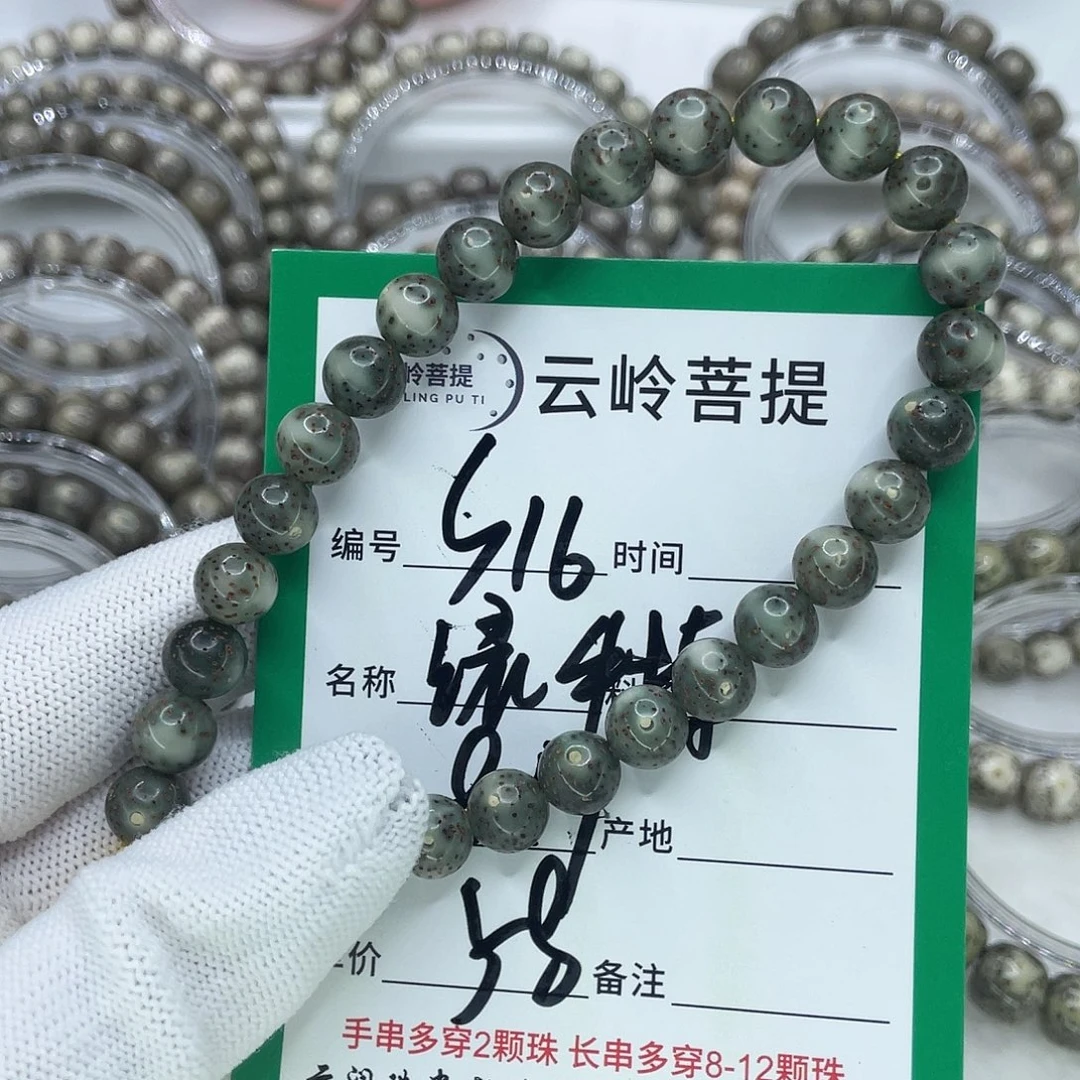 岭菩提
LING PU TI
云岭菩提
编号 516 时间
名称 绿
产地
价 58 备注
手串多穿2颗珠 长串多穿8-12颗珠